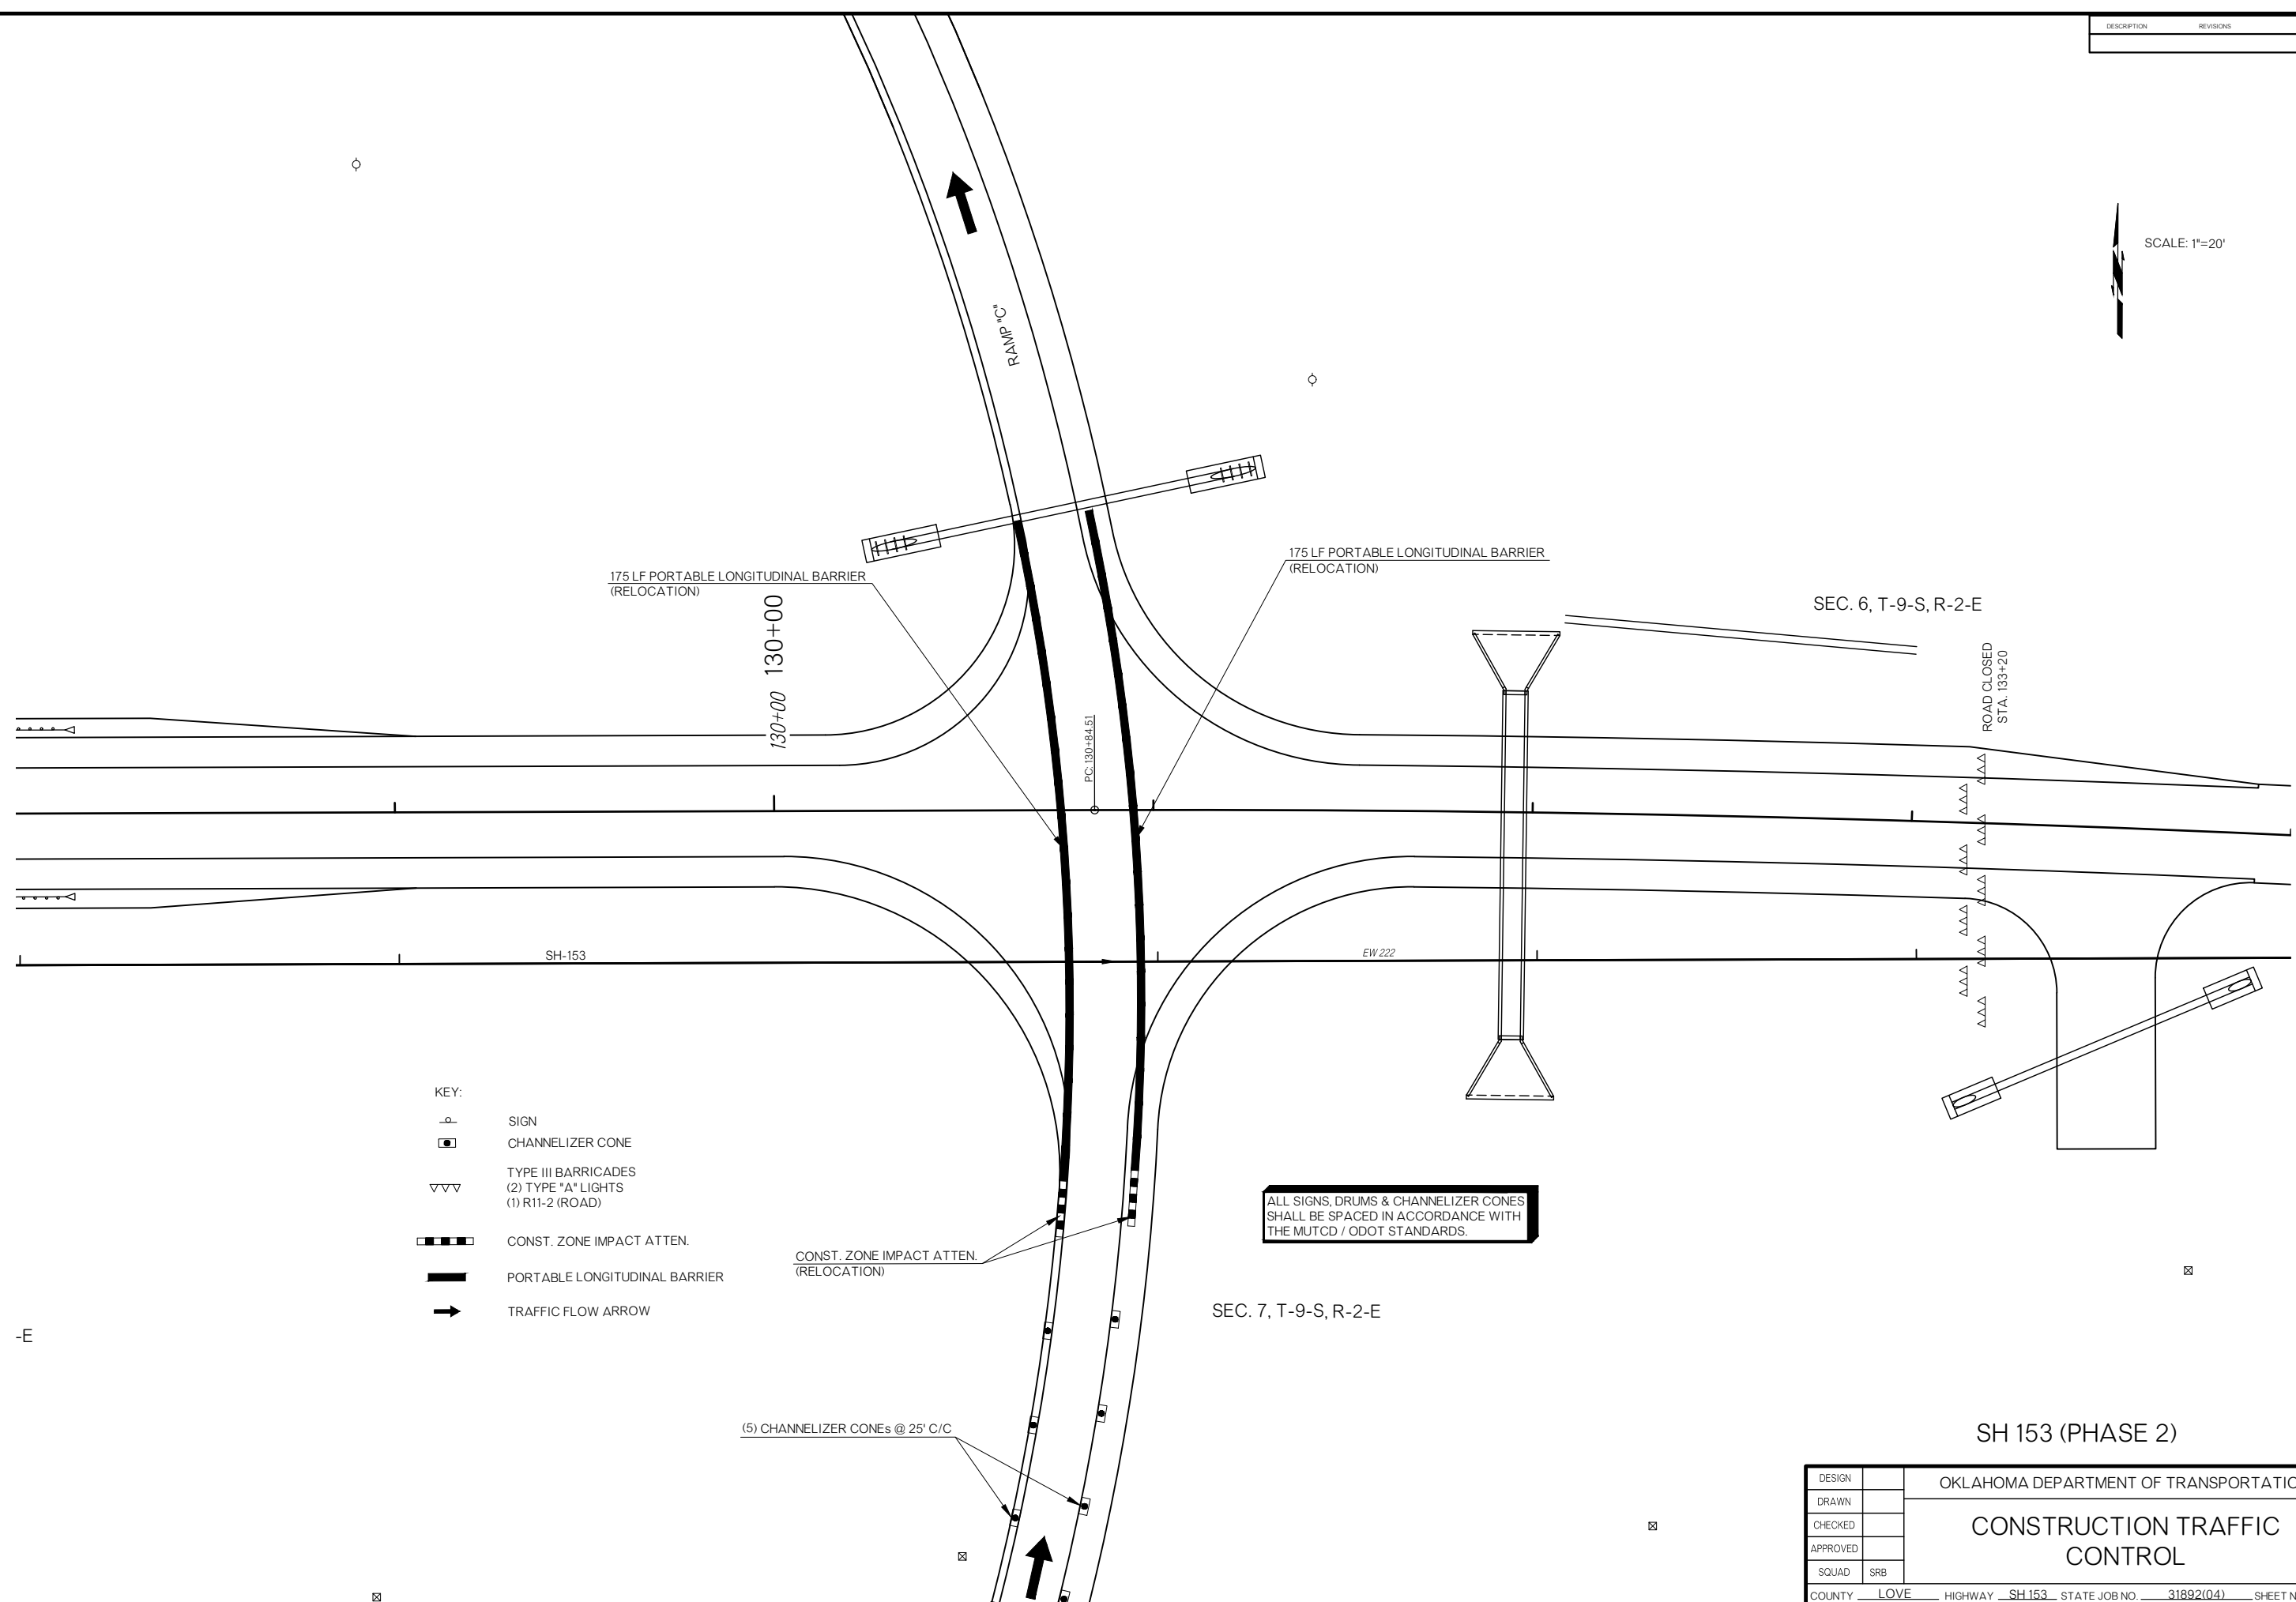 DESCRIPTION REVISIONS
SCALE: 1"=20'
RAMP "C"
175 LF PORTABLE LONGITUDINAL BARRIER
(RELOCATION)
175 LF PORTABLE LONGITUDINAL BARRIER
(RELOCATION)
130+00
130+00
SEC. 6, T-9-S, R-2-E
ROAD CLOSED
STA. 133+20
PC: 130+84.51
SH-153
EW 222
KEY:
SIGN
CHANNELIZER CONE
TYPE III BARRICADES
(2) TYPE "A" LIGHTS
(1) R11-2 (ROAD)
CONST. ZONE IMPACT ATTEN.
PORTABLE LONGITUDINAL BARRIER
TRAFFIC FLOW ARROW
CONST. ZONE IMPACT ATTEN.
(RELOCATION)
ALL SIGNS, DRUMS & CHANNELIZER CONES
SHALL BE SPACED IN ACCORDANCE WITH
THE MUTCD / ODOT STANDARDS.
SEC. 7, T-9-S, R-2-E
-E
(5) CHANNELIZER CONEs @ 25' C/C
SH 153 (PHASE 2)
DESIGN
DRAWN
CHECKED
APPROVED
SQUAD SRB
OKLAHOMA DEPARTMENT OF TRANSPORTATIO
CONSTRUCTION TRAFFIC
CONTROL
COUNTY LOVE HIGHWAY SH 153 STATE JOB NO. 31892(04) SHEET N